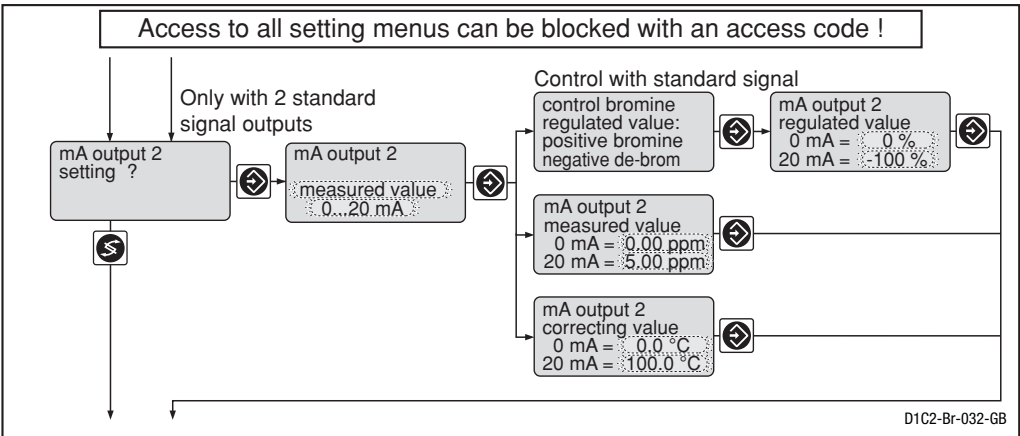 Access to all setting menus can be blocked with an access code !
Only with 2 standard
signal outputs
Control with standard signal
mA output 2
setting ?
mA output 2
measured value
0...20 mA
control bromine
regulated value:
positive bromine
negative de-brom
mA output 2
regulated value
0 mA = 0 %
20 mA = -100 %
mA output 2
measured value
0 mA = 0.00 ppm
20 mA = 5.00 ppm
mA output 2
correcting value
0 mA = 0.0 °C
20 mA = 100.0 °C
D1C2-Br-032-GB